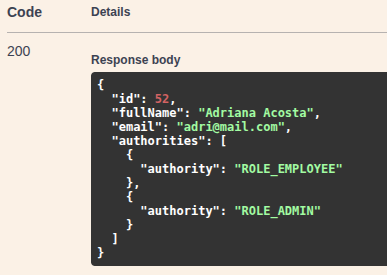 Code Details
200
Response body
{
  "id": 52,
  "fullName": "Adriana Acosta",
  "email": "adri@mail.com",
  "authorities": [
    {
      "authority": "ROLE_EMPLOYEE"
    },
    {
      "authority": "ROLE_ADMIN"
    }
  ]
}